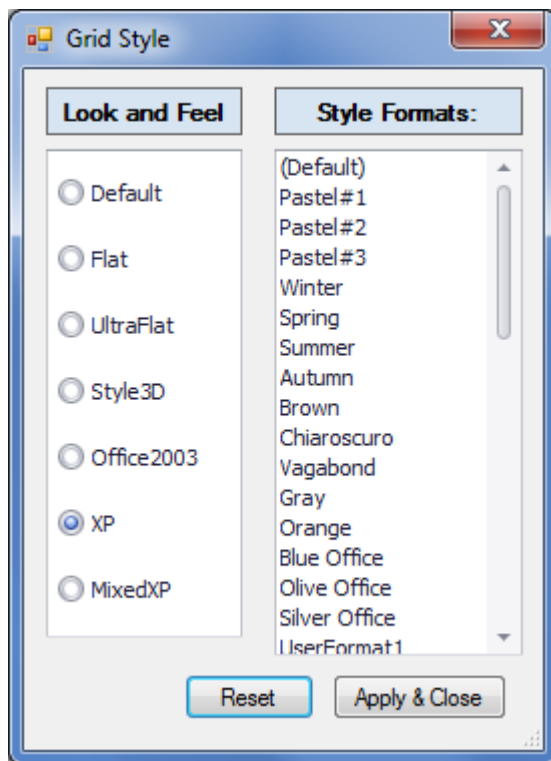 Grid Style
Look and Feel
Default
Flat
UltraFlat
Style3D
Office2003
XP
MixedXP
Style Formats:
(Default)
Pastel#1
Pastel#2
Pastel#3
Winter
Spring
Summer
Autumn
Brown
Chiaroscuro
Vagabond
Gray
Orange
Blue Office
Olive Office
Silver Office
UserFormat1
Reset
Apply & Close